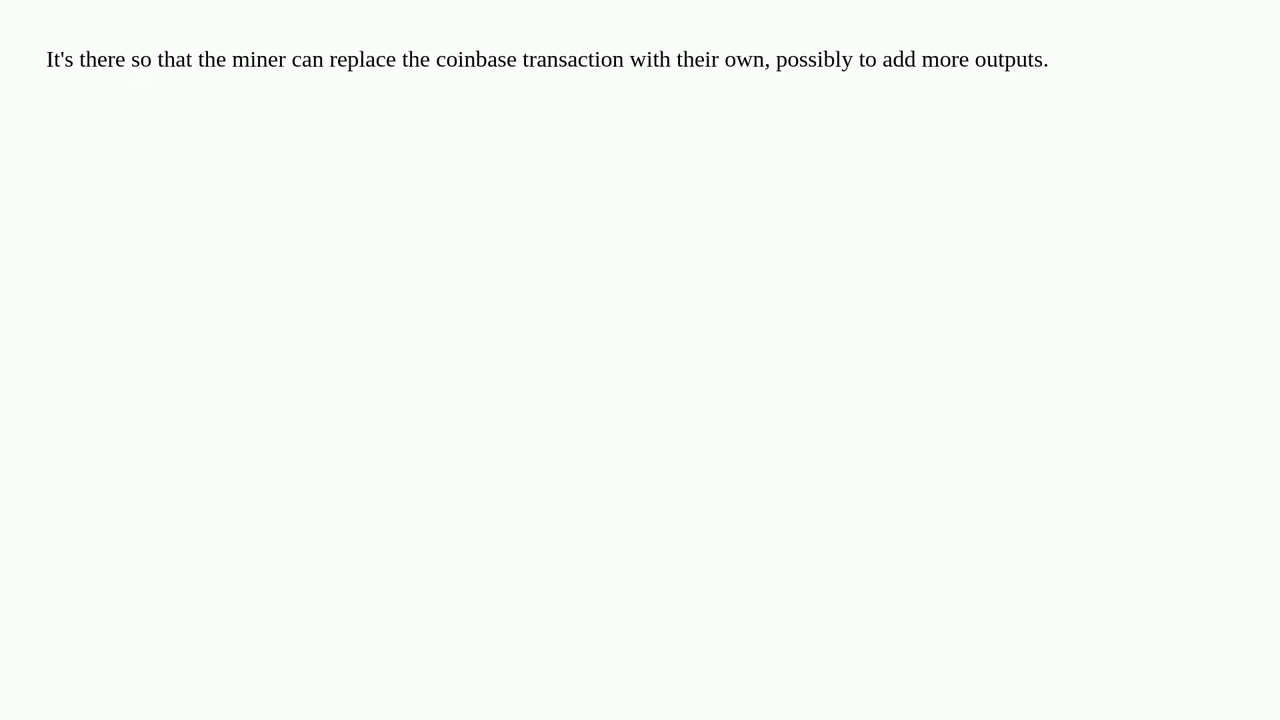 It's there so that the miner can replace the coinbase transaction with their own, possibly to add more outputs.